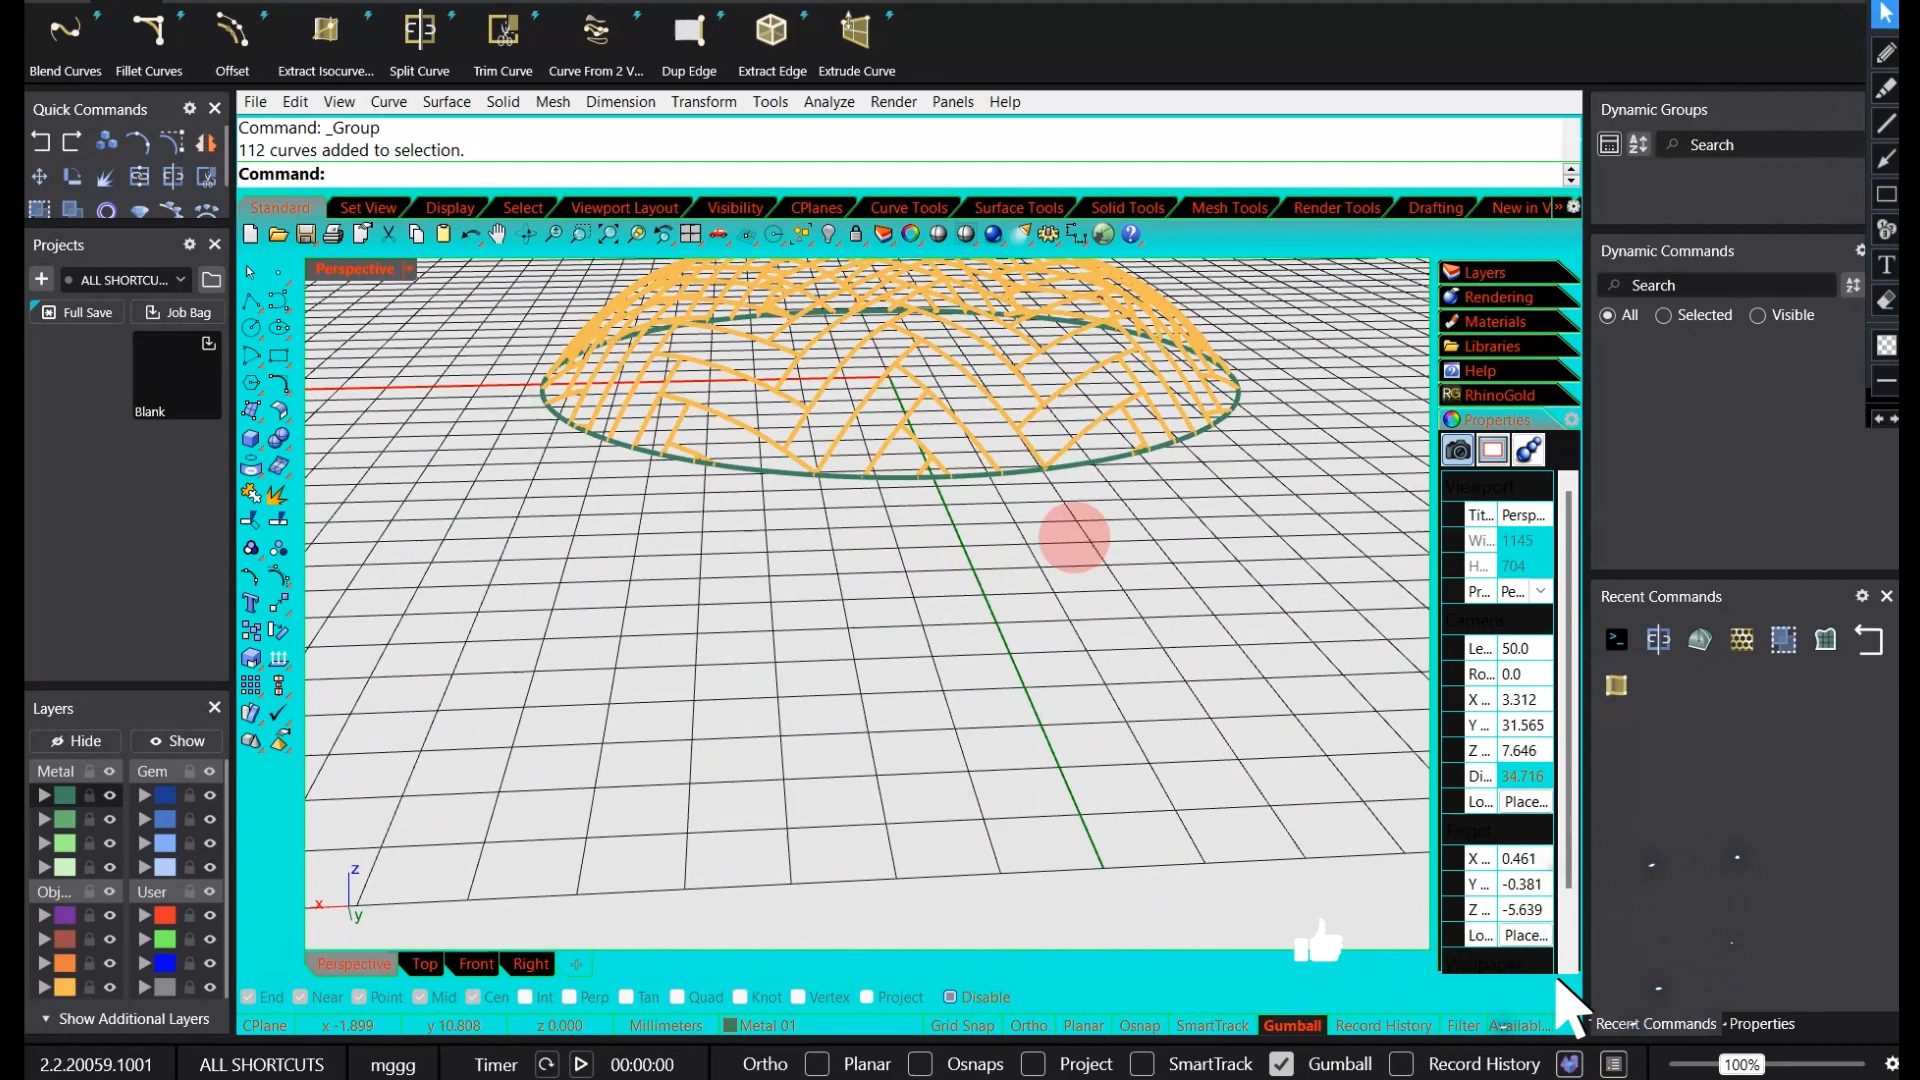 Blend Curves Fillet Curves Offset Extract Isocurve... Split Curve Trim Curve Curve From 2 V... Dup Edge Extract Edge Extrude Curve
Quick Commands
File Edit View Curve Surface Solid Mesh Dimension Transform Tools Analyze Render Panels Help
Command: _Group
112 curves added to selection.
Command:
Standard Set View Display Select Viewport Layout Visibility CPlanes Curve Tools Surface Tools Solid Tools Mesh Tools Render Tools Drafting New in V »
Projects
ALL SHORTCU...
Full Save Job Bag
Blank
Perspective
z
x
y
Layers
Rendering
Materials
Libraries
Help
RG RhinoGold
Properties
Viewport
Tit... Persp...
Wi... 1145
H... 704
Pr... Pe...
Camera
Le... 50.0
Ro... 0.0
X ... 3.312
Y ... 31.565
Z ... 7.646
Di... 34.716
Lo... Place...
Target
X ... 0.461
Y ... -0.381
Z ... -5.639
Lo... Place...
Wallpaper
Dynamic Groups
Search
Dynamic Commands
Search
All Selected Visible
Recent Commands
Recent Commands Properties
Layers
Hide Show
Metal Gem
Obj... User
Show Additional Layers
Perspective Top Front Right
End Near Point Mid Cen Int Perp Tan Quad Knot Vertex Project Disable
CPlane x -1.899 y 10.808 z 0.000 Millimeters Metal 01 Grid Snap Ortho Planar Osnap SmartTrack Gumball Record History Filter Availabl...
2.2.20059.1001 ALL SHORTCUTS mggg Timer 00:00:00 Ortho Planar Osnaps Project SmartTrack Gumball Record History 100%